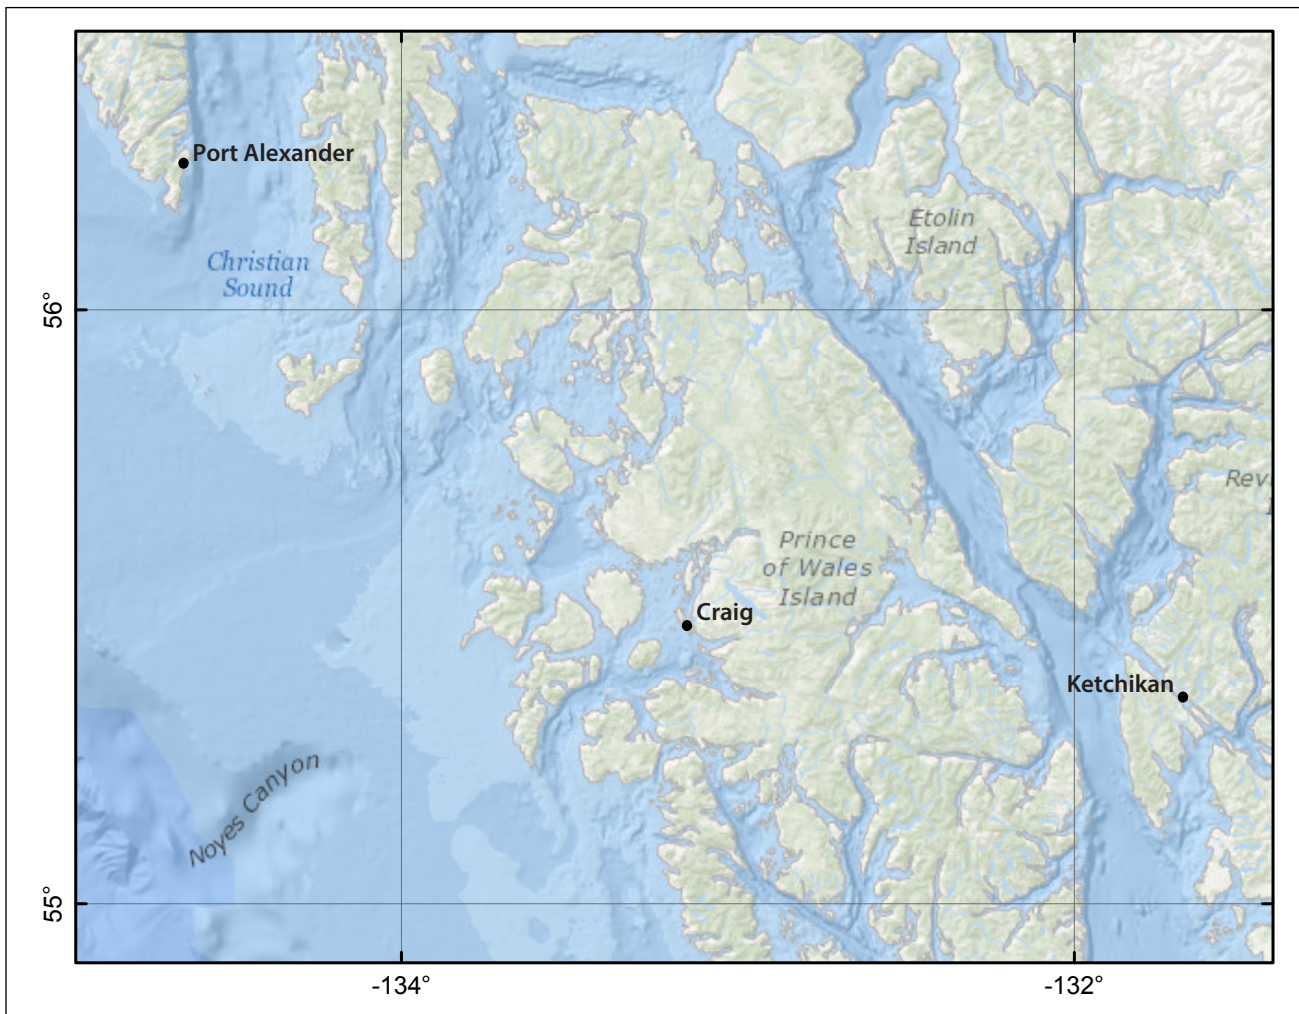 Port Alexander
Etolin
Island
Christian
Sound
56°
Rev
Prince
of Wales
Island
Craig
Ketchikan
Noyes Canyon
55°
-134°
-132°